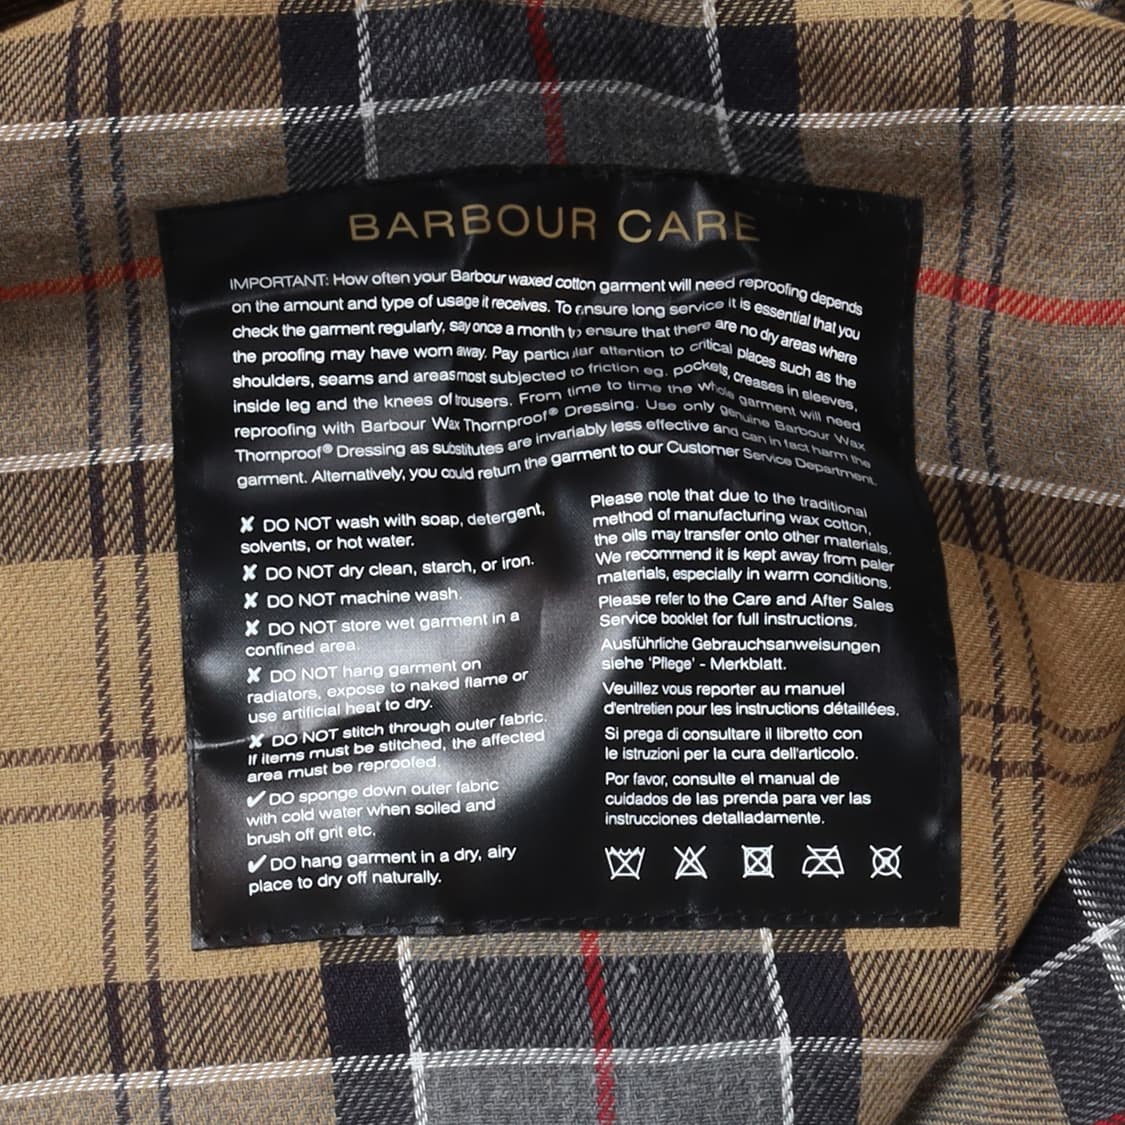 BARBOUR CARE
IMPORTANT: How often your Barbour waxed cotton garment will need reproofing depends
on the amount and type of usage it receives. To ensure long service it is essential that you
check the garment regularly, say once a month to ensure that there are no dry areas where
the proofing may have worn away. Pay particular attention to critical places such as the
shoulders, seams and areas most subjected to friction eg. pockets, creases in sleeves,
inside leg and the knees of trousers. From time to time the whole garment will need
reproofing with Barbour Wax Thornproof® Dressing. Use only genuine Barbour Wax
Thornproof® Dressing as substitutes are invariably less effective and can in fact harm the
garment. Alternatively, you could return the garment to our Customer Service Department.
✘ DO NOT wash with soap, detergent,
solvents, or hot water.
✘ DO NOT dry clean, starch, or iron.
✘ DO NOT machine wash.
✘ DO NOT store wet garment in a
confined area.
✘ DO NOT hang garment on
radiators, expose to naked flame or
use artificial heat to dry.
✘ DO NOT stitch through outer fabric.
If items must be stitched, the affected
area must be reproofed.
✔ DO sponge down outer fabric
with cold water when soiled and
brush off grit etc.
✔ DO hang garment in a dry, airy
place to dry off naturally.
Please note that due to the traditional
method of manufacturing wax cotton,
the oils may transfer onto other materials.
We recommend it is kept away from paler
materials, especially in warm conditions.
Please refer to the Care and After Sales
Service booklet for full instructions.
Ausführliche Gebrauchsanweisungen
siehe 'Pflege' - Merkblatt.
Veuillez vous reporter au manuel
d'entretien pour les instructions détaillées.
Si prega di consultare il libretto con
le istruzioni per la cura dell'articolo.
Por favor, consulte el manual de
cuidados de las prenda para ver las
instrucciones detalladamente.